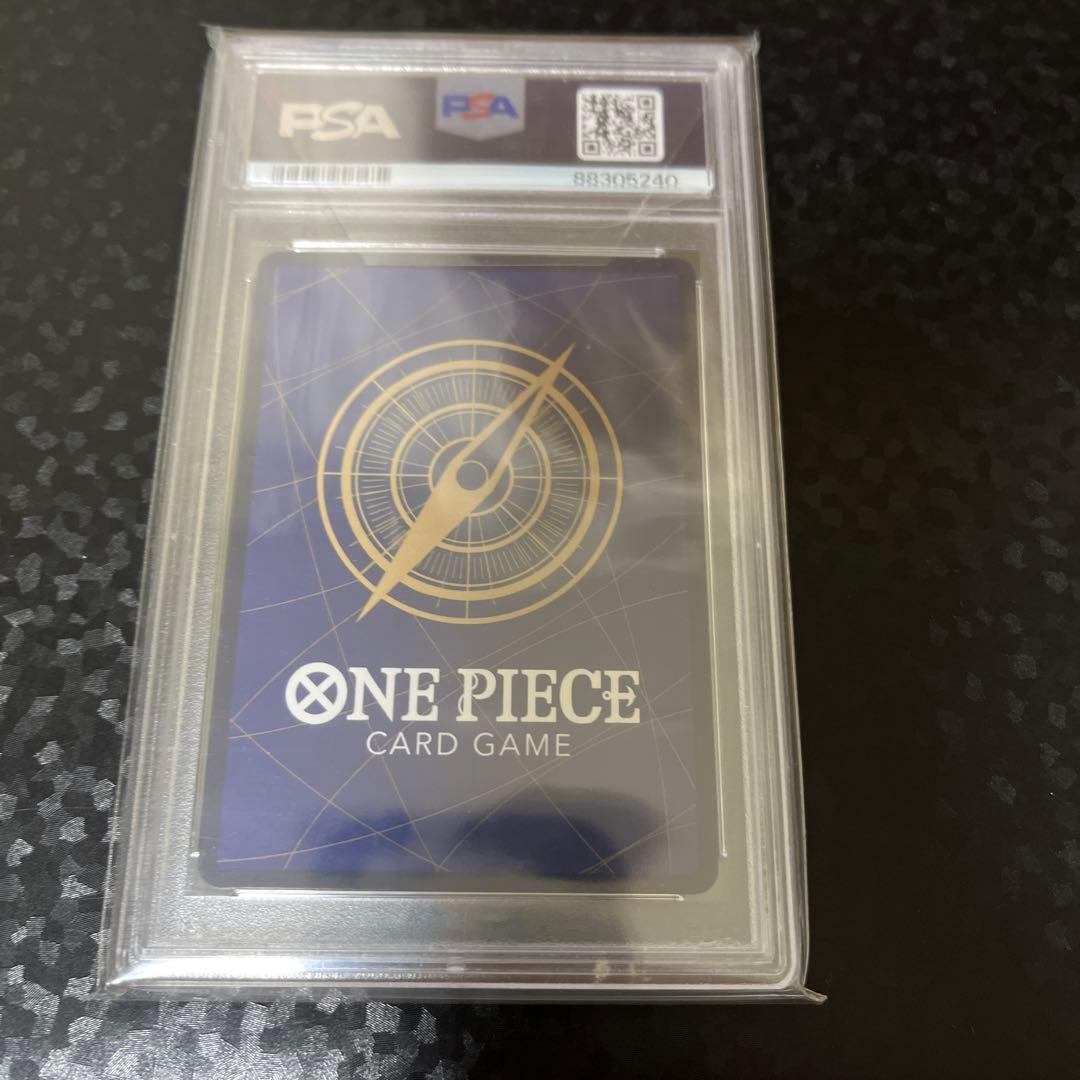 PSA
PSA
88305240
ONE PIECE
CARD GAME